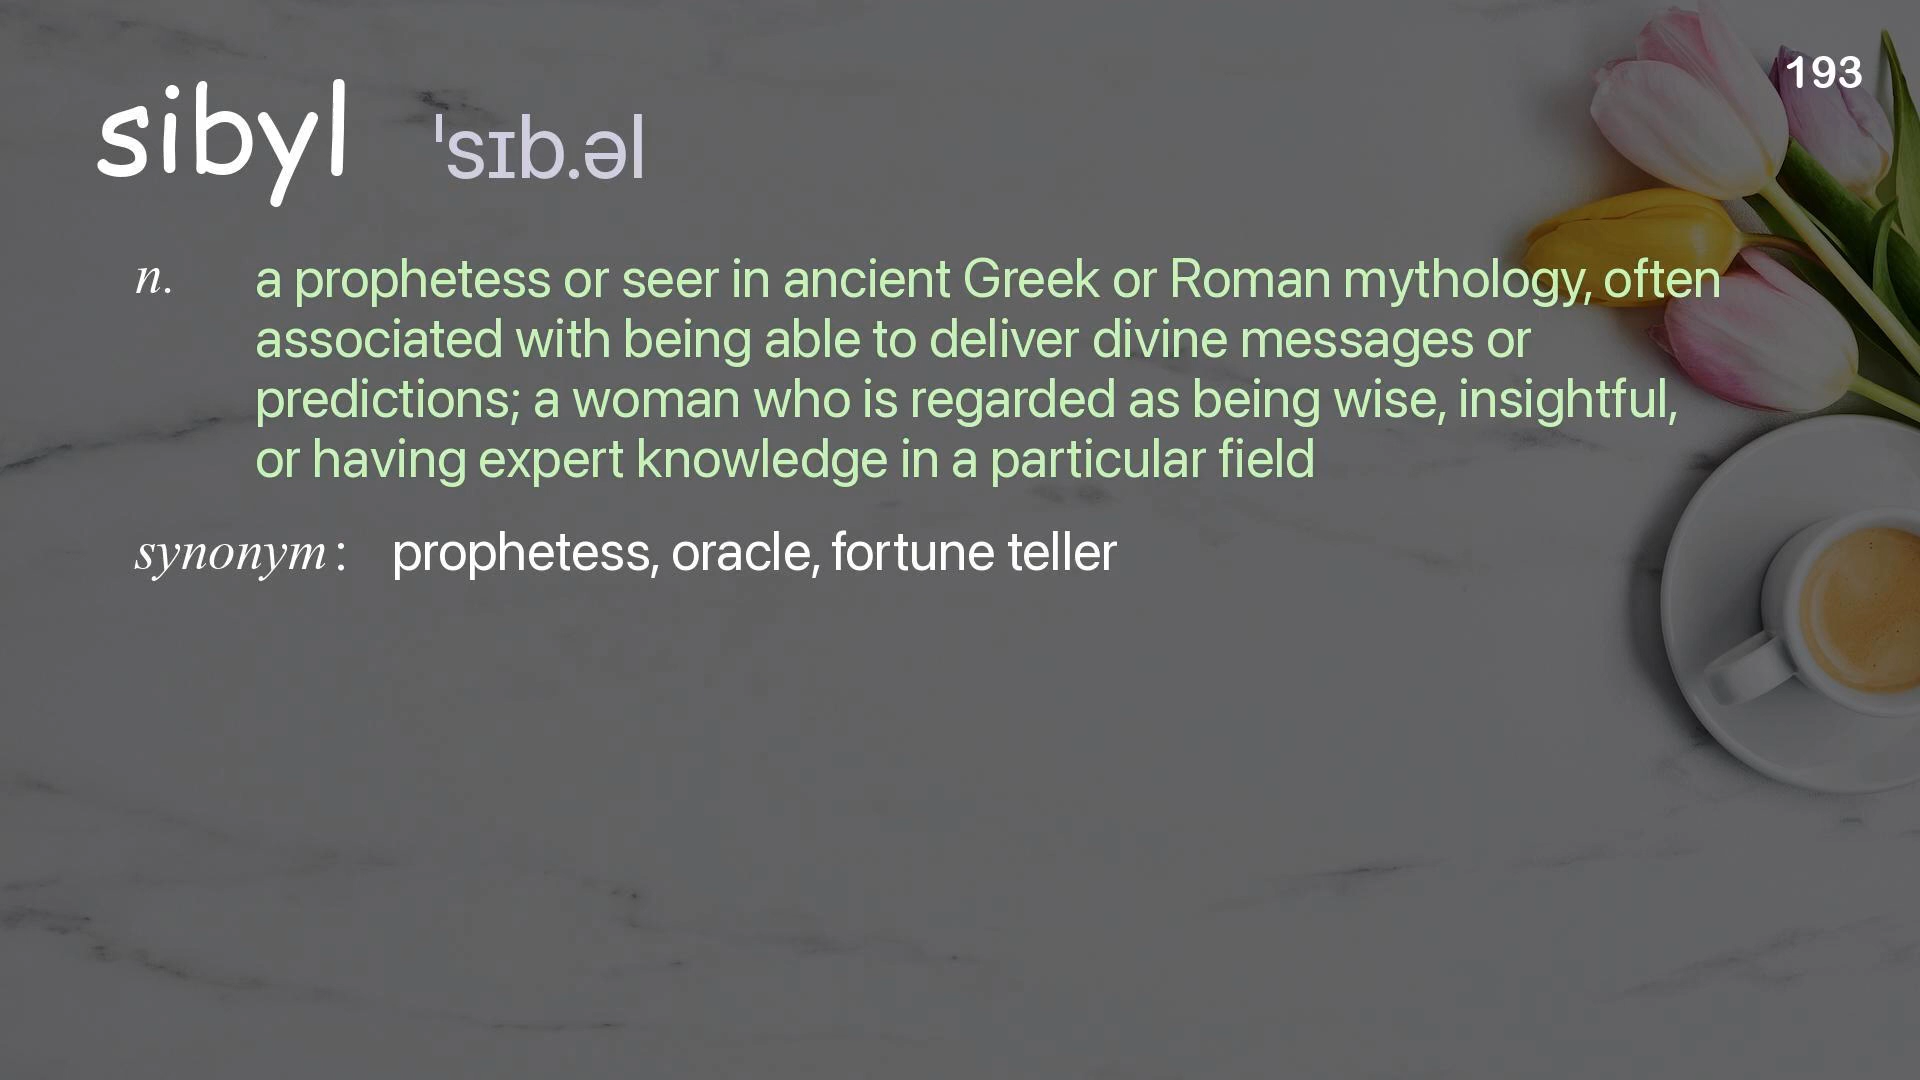 193
sibyl ˈsɪb.əl
n. a prophetess or seer in ancient Greek or Roman mythology, often
associated with being able to deliver divine messages or
predictions; a woman who is regarded as being wise, insightful,
or having expert knowledge in a particular field
synonym : prophetess, oracle, fortune teller